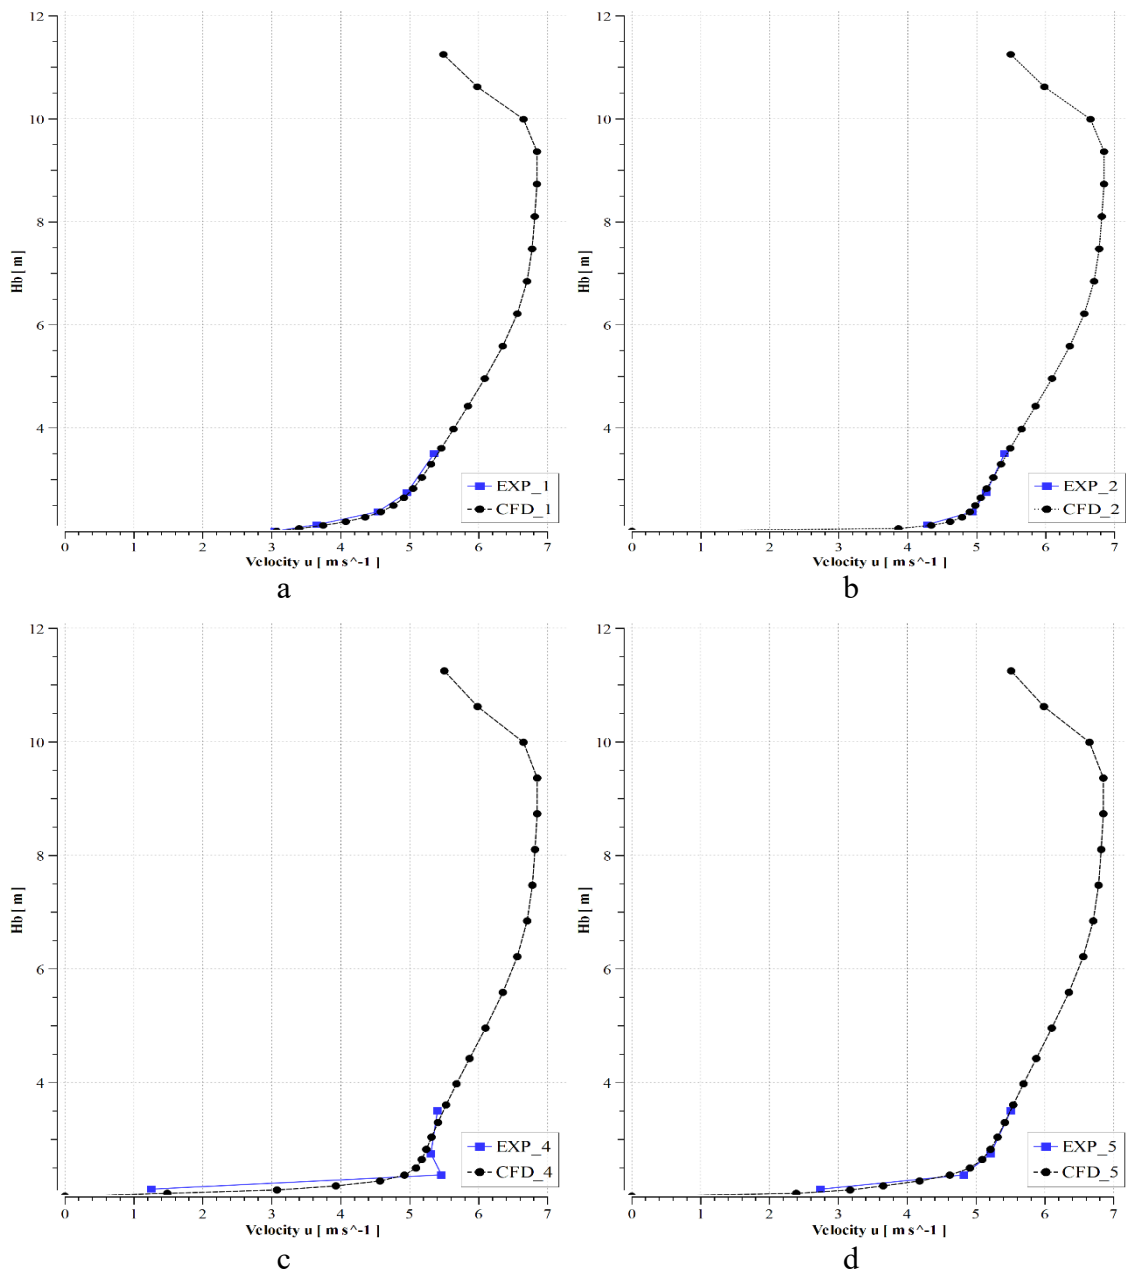 12
10
8
6
4
Hb [ m ]
EXP_1
CFD_1
0 1 2 3 4 5 6 7
Velocity u [ m s^-1 ]
a
12
10
8
6
4
Hb [ m ]
EXP_2
CFD_2
0 1 2 3 4 5 6 7
Velocity u [ m s^-1 ]
b
12
10
8
6
4
Hb [ m ]
EXP_4
CFD_4
0 1 2 3 4 5 6 7
Velocity u [ m s^-1 ]
c
12
10
8
6
4
Hb [ m ]
EXP_5
CFD_5
0 1 2 3 4 5 6 7
Velocity u [ m s^-1 ]
d